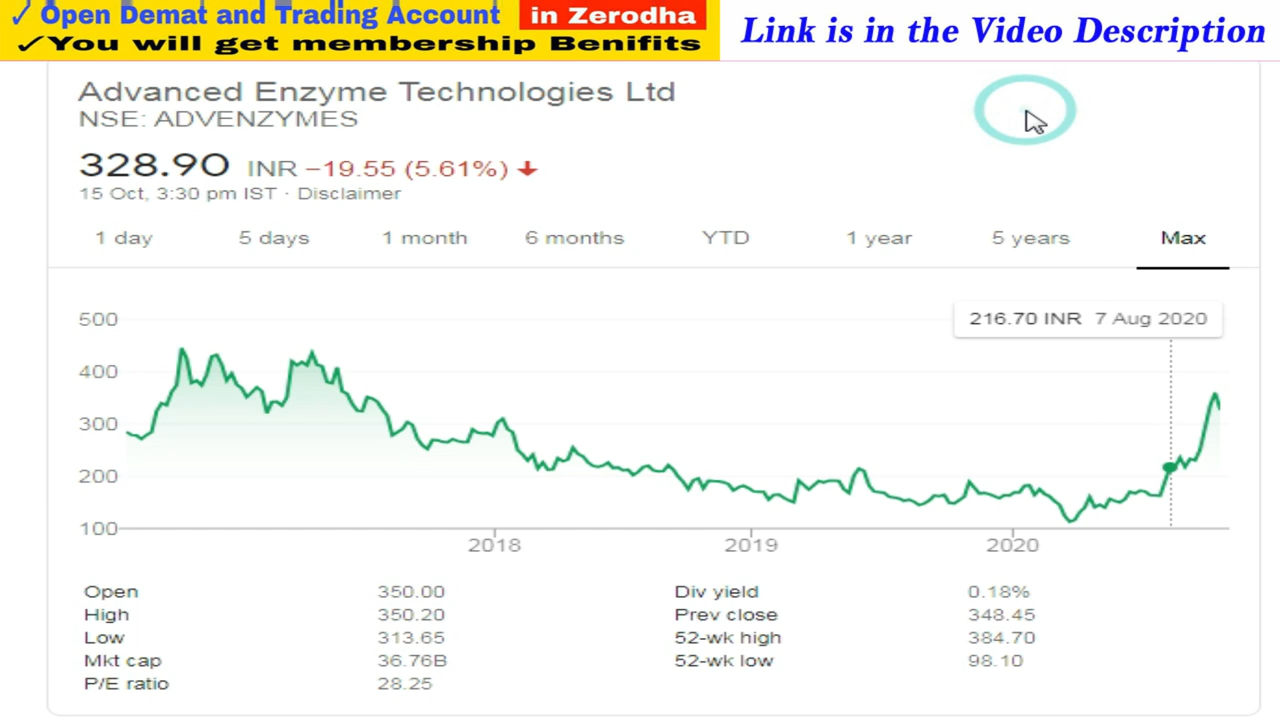 ✓ Open Demat and Trading Account in Zerodha
✓You will get membership Benifits
Link is in the Video Description
Advanced Enzyme Technologies Ltd
NSE: ADVENZYMES
328.90 INR −19.55 (5.61%) ↓
15 Oct, 3:30 pm IST · Disclaimer
1 day 5 days 1 month 6 months YTD 1 year 5 years Max
216.70 INR 7 Aug 2020
500
400
300
200
100
2018 2019 2020
Open 350.00 Div yield 0.18%
High 350.20 Prev close 348.45
Low 313.65 52-wk high 384.70
Mkt cap 36.76B 52-wk low 98.10
P/E ratio 28.25